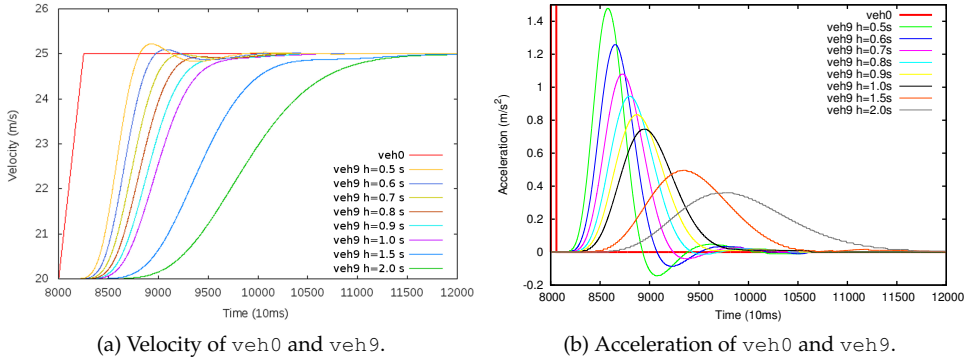 26
25
24
23
22
21
20
Velocity (m/s)
veh0
veh9 h=0.5 s
veh9 h=0.6 s
veh9 h=0.7 s
veh9 h=0.8 s
veh9 h=0.9 s
veh9 h=1.0 s
veh9 h=1.5 s
veh9 h=2.0 s
8000 8500 9000 9500 10000 10500 11000 11500 12000
Time (10ms)
(a) Velocity of veh0 and veh9.
1.4
1.2
1
0.8
0.6
0.4
0.2
0
-0.2
Acceleration (m/s²)
veh0
veh9 h=0.5s
veh9 h=0.6s
veh9 h=0.7s
veh9 h=0.8s
veh9 h=0.9s
veh9 h=1.0s
veh9 h=1.5s
veh9 h=2.0s
8000 8500 9000 9500 10000 10500 11000 11500 12000
Time (10ms)
(b) Acceleration of veh0 and veh9.